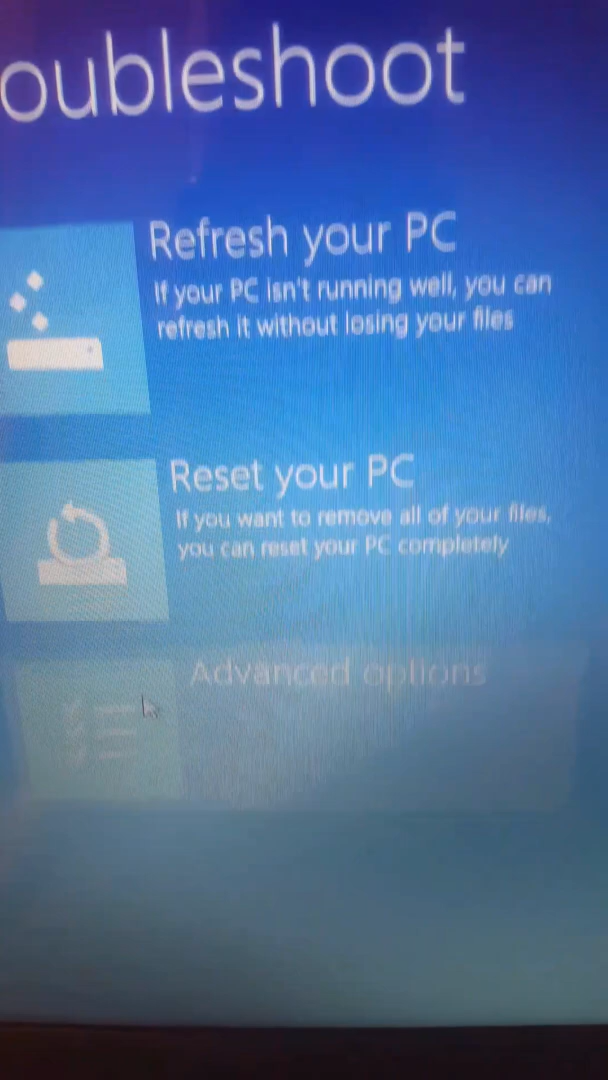 oubleshoot
Refresh your PC
If your PC isn't running well, you can
refresh it without losing your files
Reset your PC
If you want to remove all of your files,
you can reset your PC completely
Advanced options